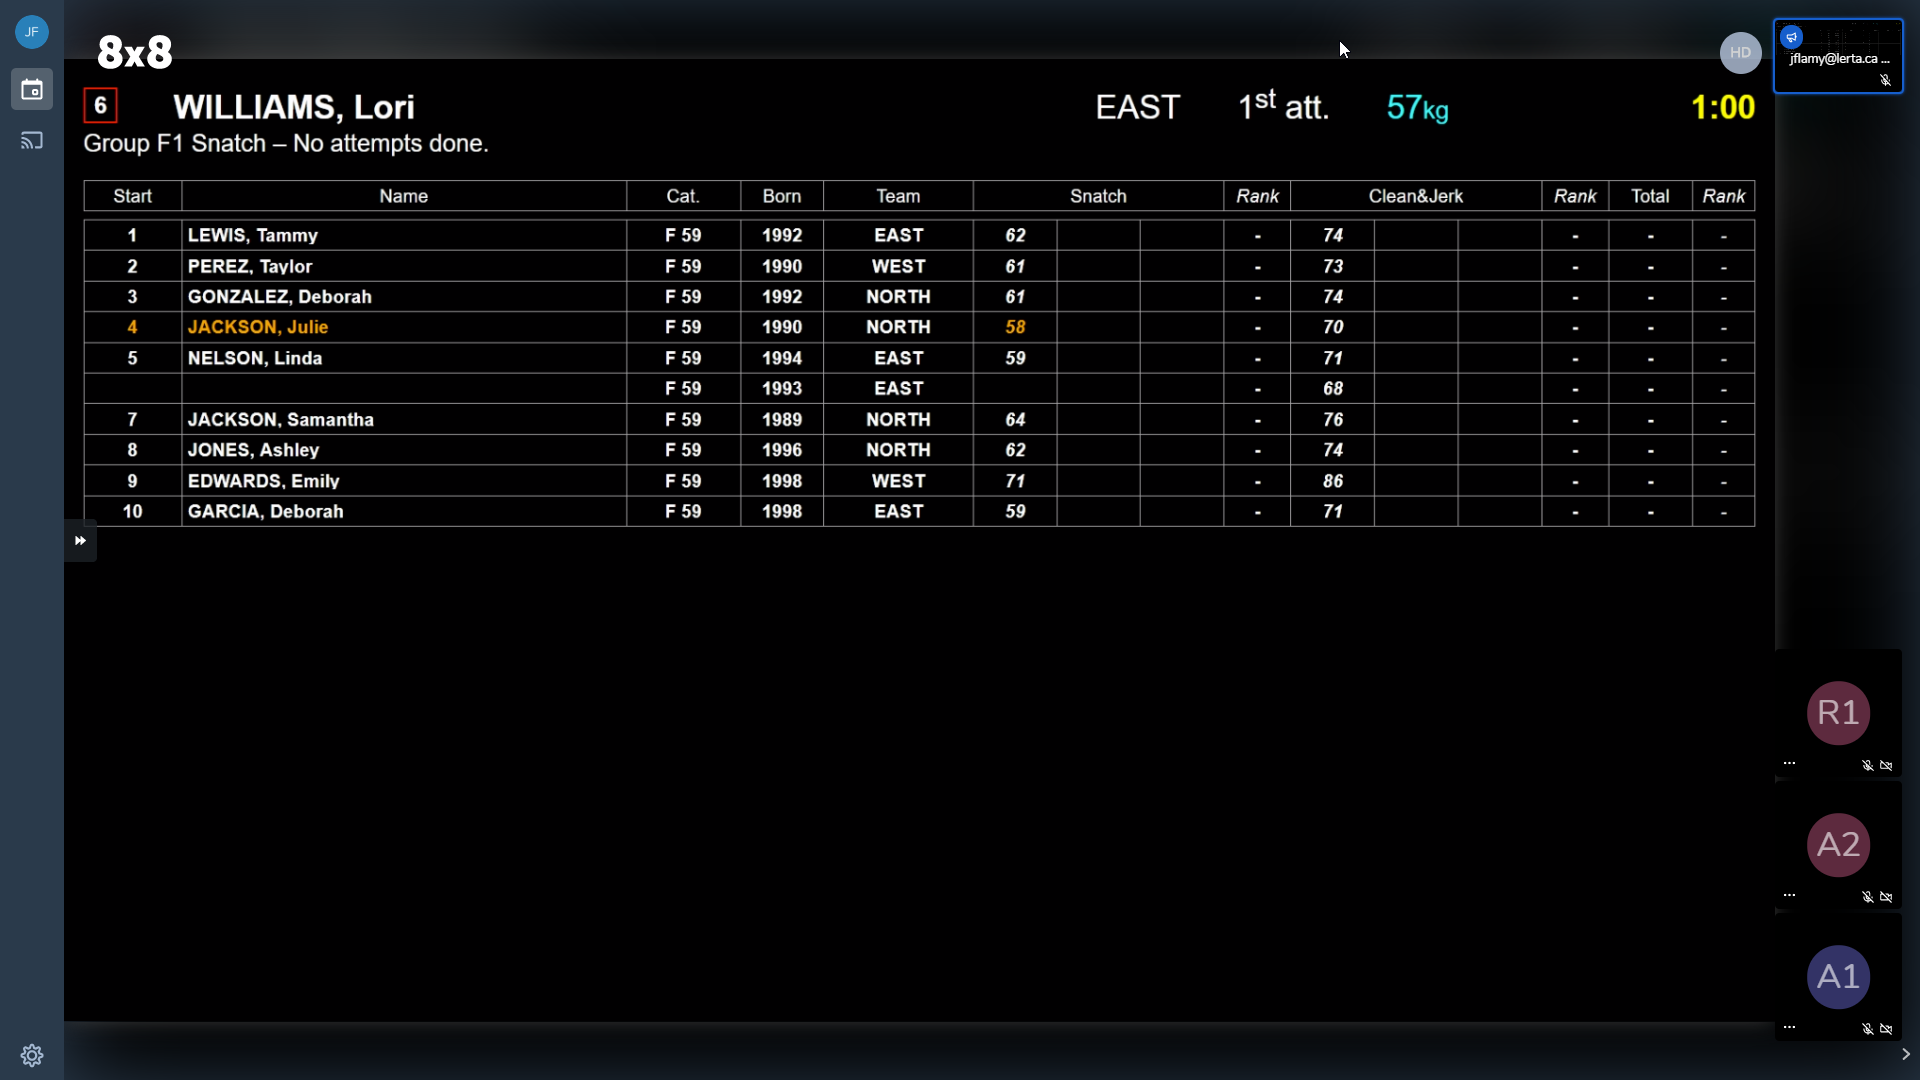 JF
8x8
HD
jflamy@lerta.ca ...
6 WILLIAMS, Lori EAST 1st att. 57kg 1:00
Group F1 Snatch – No attempts done.
Start Name Cat. Born Team Snatch Rank Clean&Jerk Rank Total Rank
1 LEWIS, Tammy F 59 1992 EAST 62 - 74 - - -
2 PEREZ, Taylor F 59 1990 WEST 61 - 73 - - -
3 GONZALEZ, Deborah F 59 1992 NORTH 61 - 74 - - -
4 JACKSON, Julie F 59 1990 NORTH 58 - 70 - - -
5 NELSON, Linda F 59 1994 EAST 59 - 71 - - -
F 59 1993 EAST - 68 - - -
7 JACKSON, Samantha F 59 1989 NORTH 64 - 76 - - -
8 JONES, Ashley F 59 1996 NORTH 62 - 74 - - -
9 EDWARDS, Emily F 59 1998 WEST 71 - 86 - - -
10 GARCIA, Deborah F 59 1998 EAST 59 - 71 - - -
R1
A2
A1